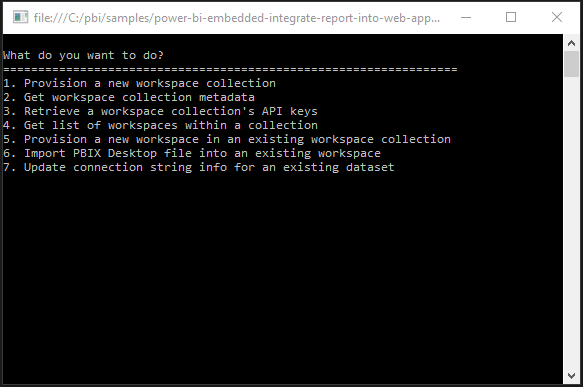 file:///C:/pbi/samples/power-bi-embedded-integrate-report-into-web-app...
What do you want to do?
=================================================================
1. Provision a new workspace collection
2. Get workspace collection metadata
3. Retrieve a workspace collection's API keys
4. Get list of workspaces within a collection
5. Provision a new workspace in an existing workspace collection
6. Import PBIX Desktop file into an existing workspace
7. Update connection string info for an existing dataset